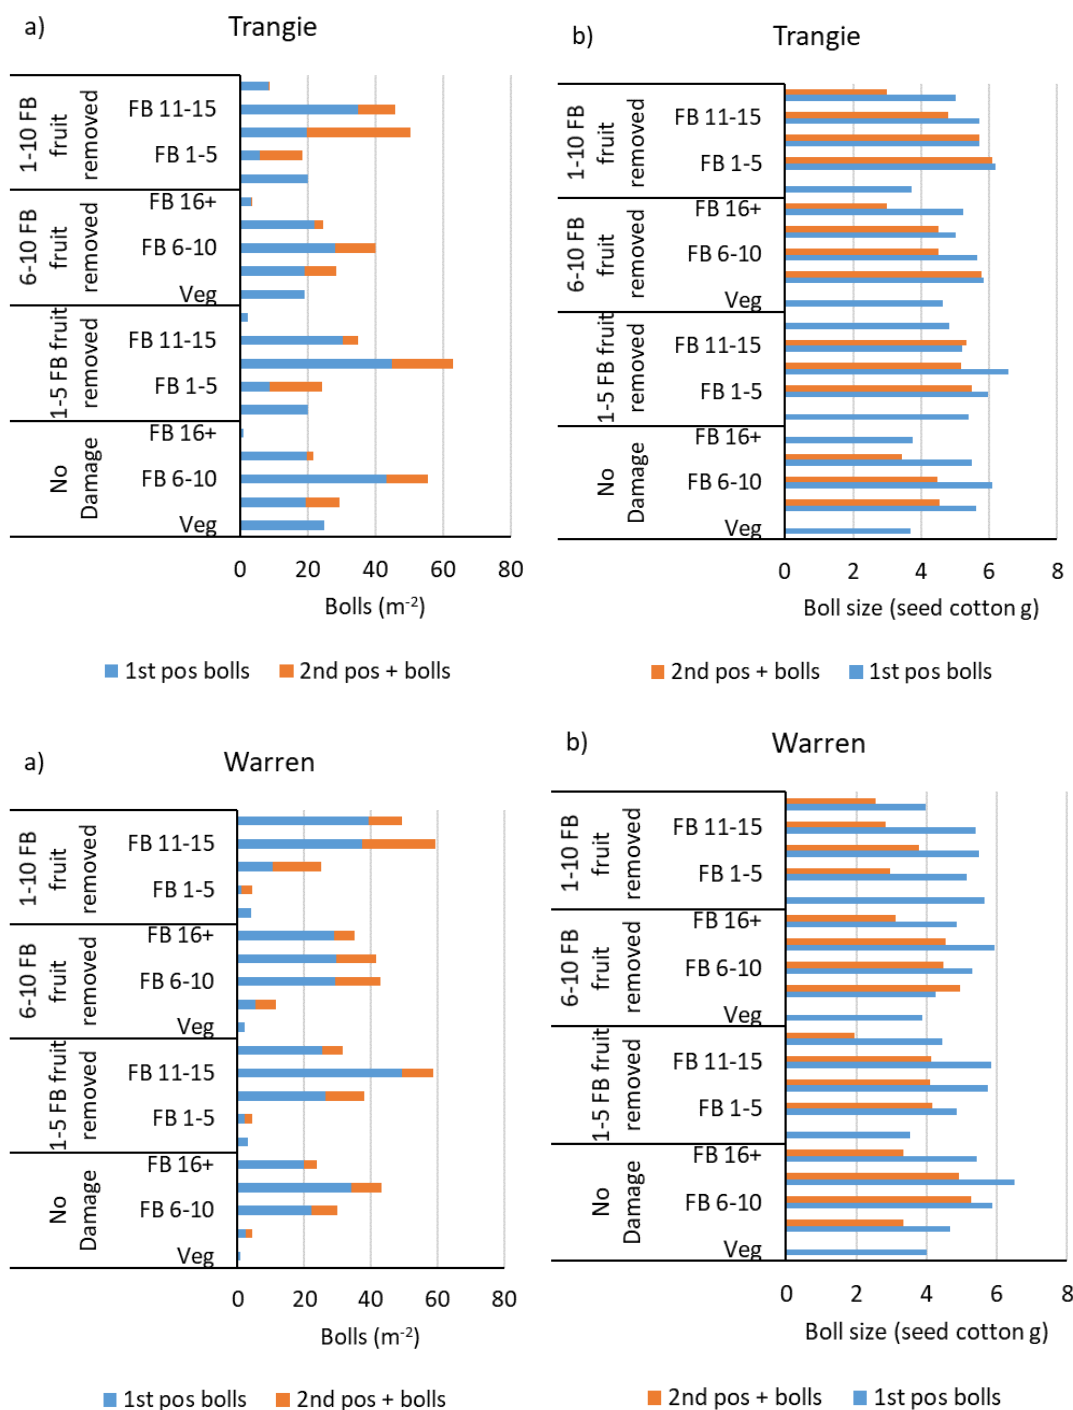 a)
Trangie
1-10 FB
fruit
removed
FB 11-15
FB 1-5
6-10 FB
fruit
removed
FB 16+
FB 6-10
Veg
1-5 FB fruit
removed
FB 11-15
FB 1-5
No
Damage
FB 16+
FB 6-10
Veg
0 20 40 60 80
Bolls (m⁻²)
1st pos bolls 2nd pos + bolls
b)
Trangie
1-10 FB
fruit
removed
FB 11-15
FB 1-5
6-10 FB
fruit
removed
FB 16+
FB 6-10
Veg
1-5 FB fruit
removed
FB 11-15
FB 1-5
No
Damage
FB 16+
FB 6-10
Veg
0 2 4 6 8
Boll size (seed cotton g)
2nd pos + bolls 1st pos bolls
a)
Warren
1-10 FB
fruit
removed
FB 11-15
FB 1-5
6-10 FB
fruit
removed
FB 16+
FB 6-10
Veg
1-5 FB fruit
removed
FB 11-15
FB 1-5
No
Damage
FB 16+
FB 6-10
Veg
0 20 40 60 80
Bolls (m⁻²)
1st pos bolls 2nd pos + bolls
b)
Warren
1-10 FB
fruit
removed
FB 11-15
FB 1-5
6-10 FB
fruit
removed
FB 16+
FB 6-10
Veg
1-5 FB fruit
removed
FB 11-15
FB 1-5
No
Damage
FB 16+
FB 6-10
Veg
0 2 4 6 8
Boll size (seed cotton g)
2nd pos + bolls 1st pos bolls